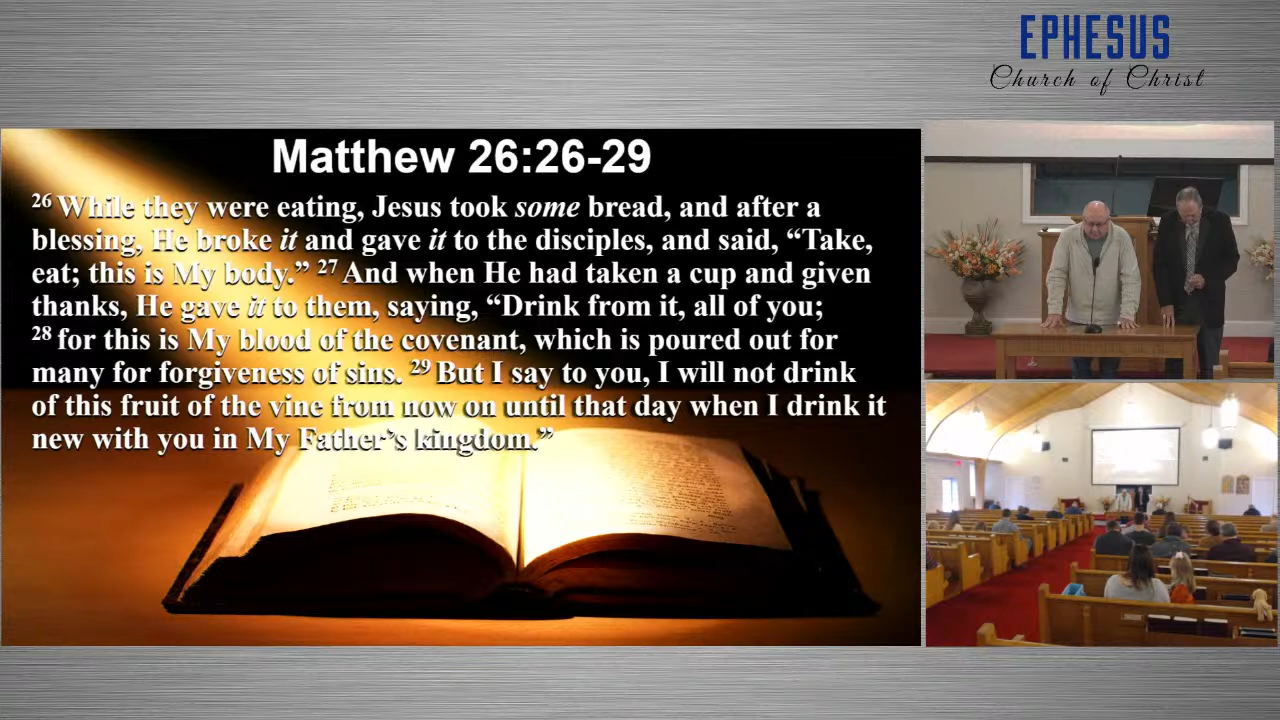 EPHESUS
Church of Christ
Matthew 26:26-29
26 While they were eating, Jesus took some bread, and after a
blessing, He broke it and gave it to the disciples, and said, “Take,
eat; this is My body.” 27 And when He had taken a cup and given
thanks, He gave it to them, saying, “Drink from it, all of you;
28 for this is My blood of the covenant, which is poured out for
many for forgiveness of sins. 29 But I say to you, I will not drink
of this fruit of the vine from now on until that day when I drink it
new with you in My Father’s kingdom.”